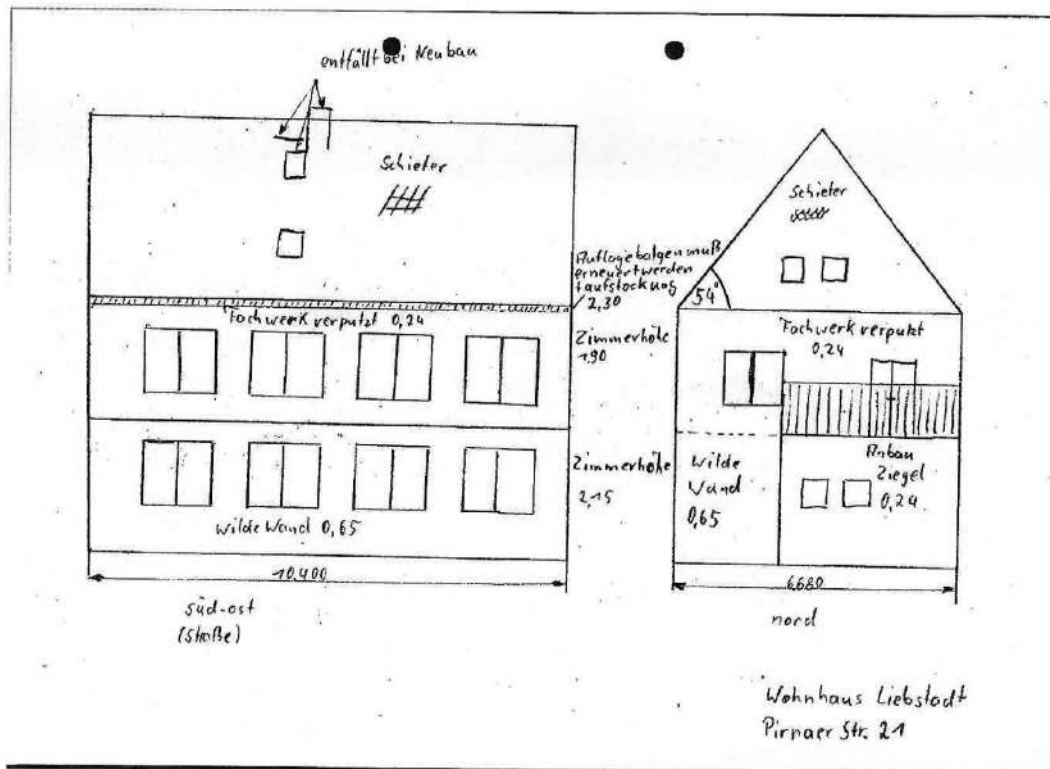 entfällt bei Neubau
Schiefer
Auflagebalgen muß
erneuert werden
+ aufstockung
2,30
Fachwerk verputzt 0,24
Zimmerhöhe
1,90
Zimmerhöhe
2,15
wilde Wand 0,65
10,400
süd-ost
(Straße)
Schiefer
54°
Fachwerk verputzt
0,24
wilde
Wand
0,65
Anbau
Ziegel
0,24
6,680
nord
Wohnhaus Liebstadt
Pirnaer Str. 21